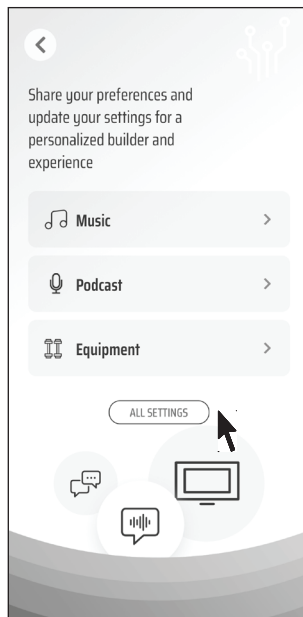 Share your preferences and
update your settings for a
personalized builder and
experience
Music
Podcast
Equipment
ALL SETTINGS